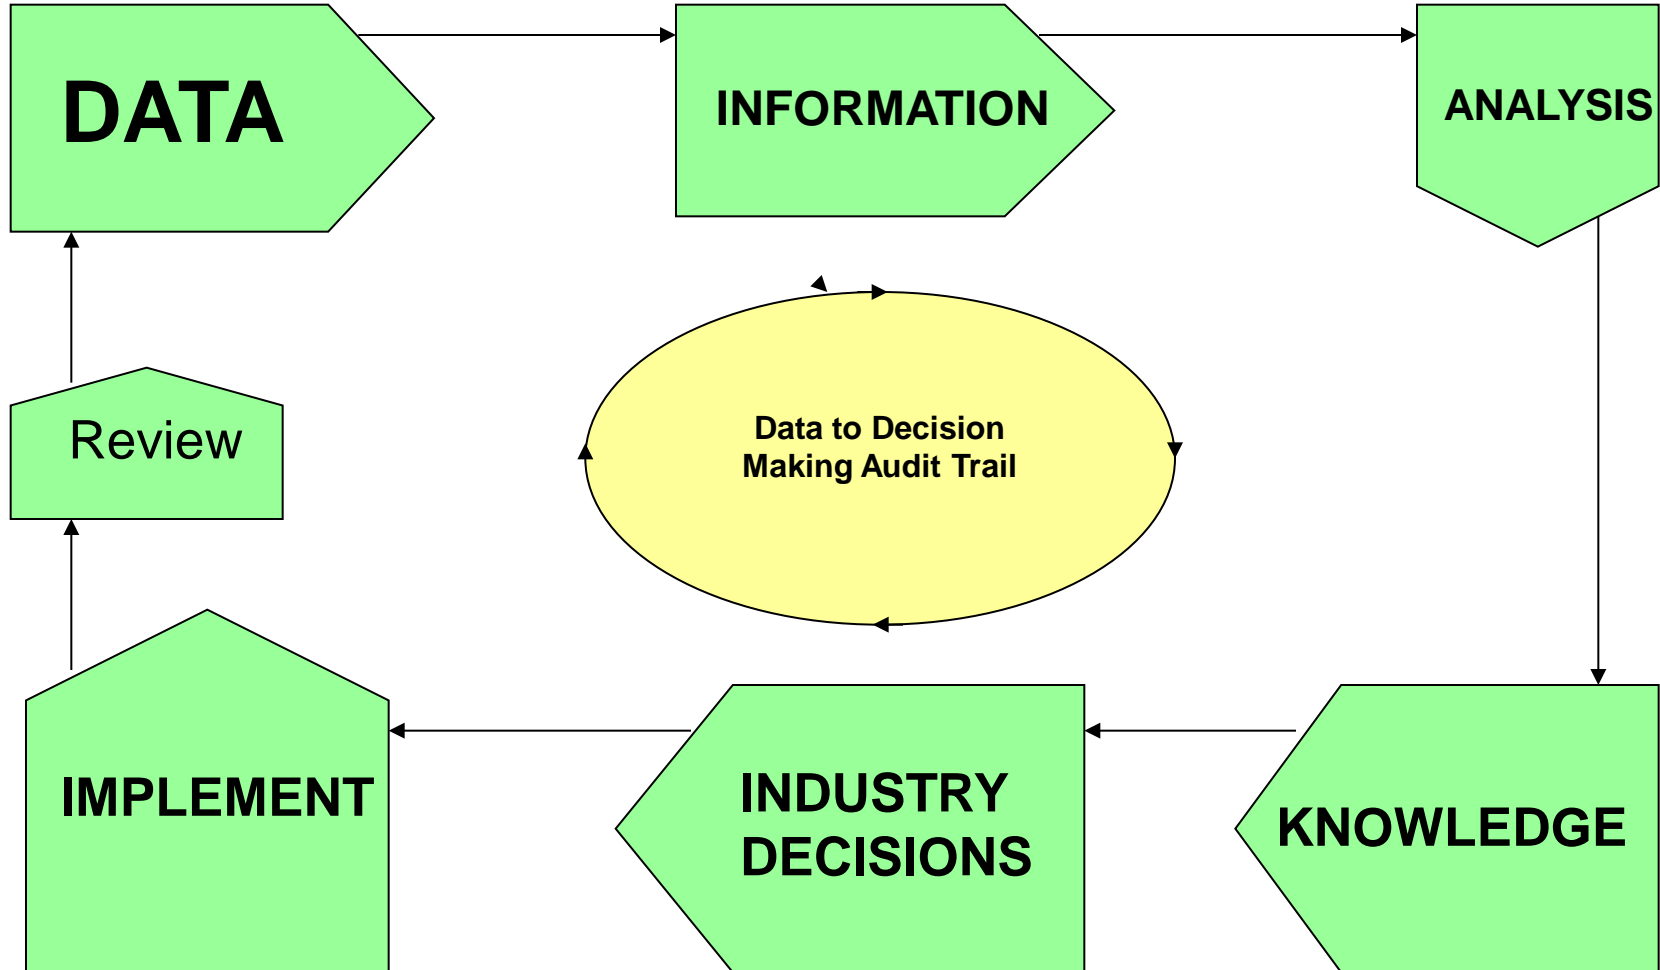 DATA
INFORMATION
ANALYSIS
Data to Decision
Making Audit Trail
Review
IMPLEMENT
INDUSTRY
DECISIONS
KNOWLEDGE